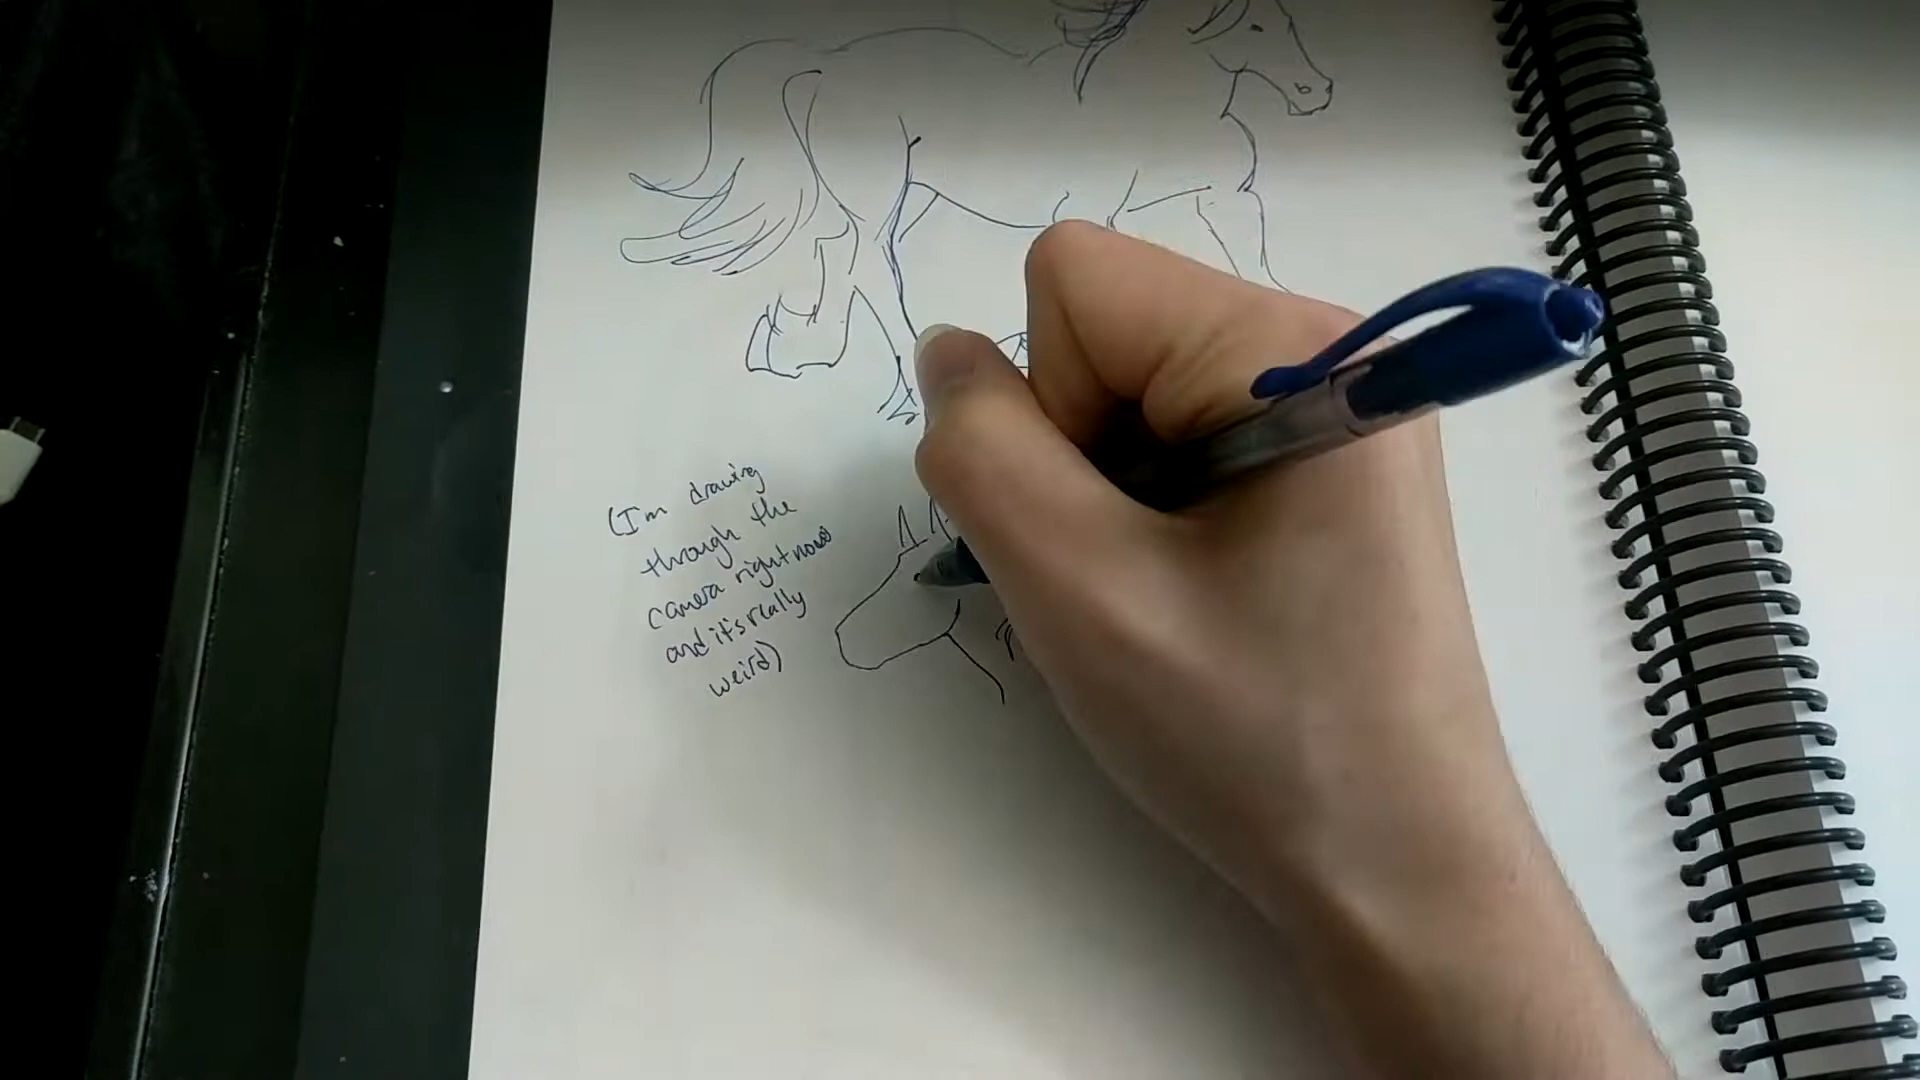 (I'm drawing
through the
camera right now
and it's really
weird)